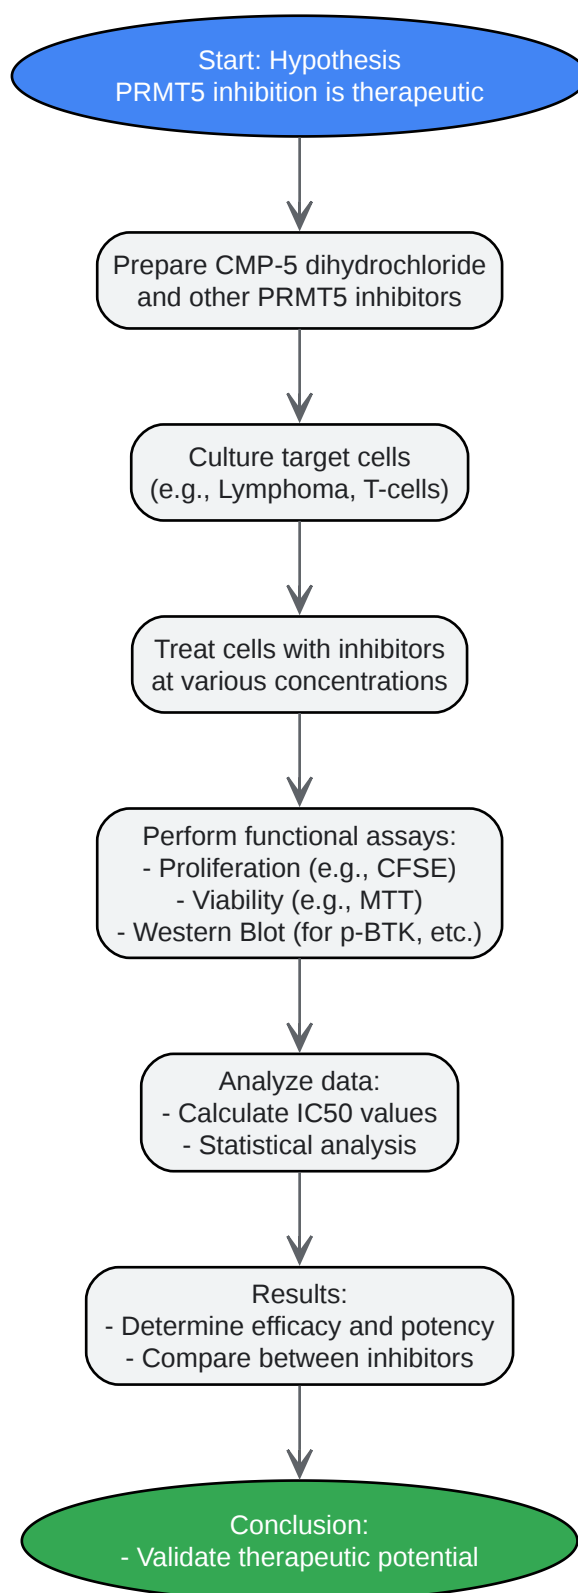 Start: Hypothesis
PRMT5 inhibition is therapeutic
Prepare CMP-5 dihydrochloride
and other PRMT5 inhibitors
Culture target cells
(e.g., Lymphoma, T-cells)
Treat cells with inhibitors
at various concentrations
Perform functional assays:
- Proliferation (e.g., CFSE)
- Viability (e.g., MTT)
- Western Blot (for p-BTK, etc.)
Analyze data:
- Calculate IC50 values
- Statistical analysis
Results:
- Determine efficacy and potency
- Compare between inhibitors
Conclusion:
- Validate therapeutic potential